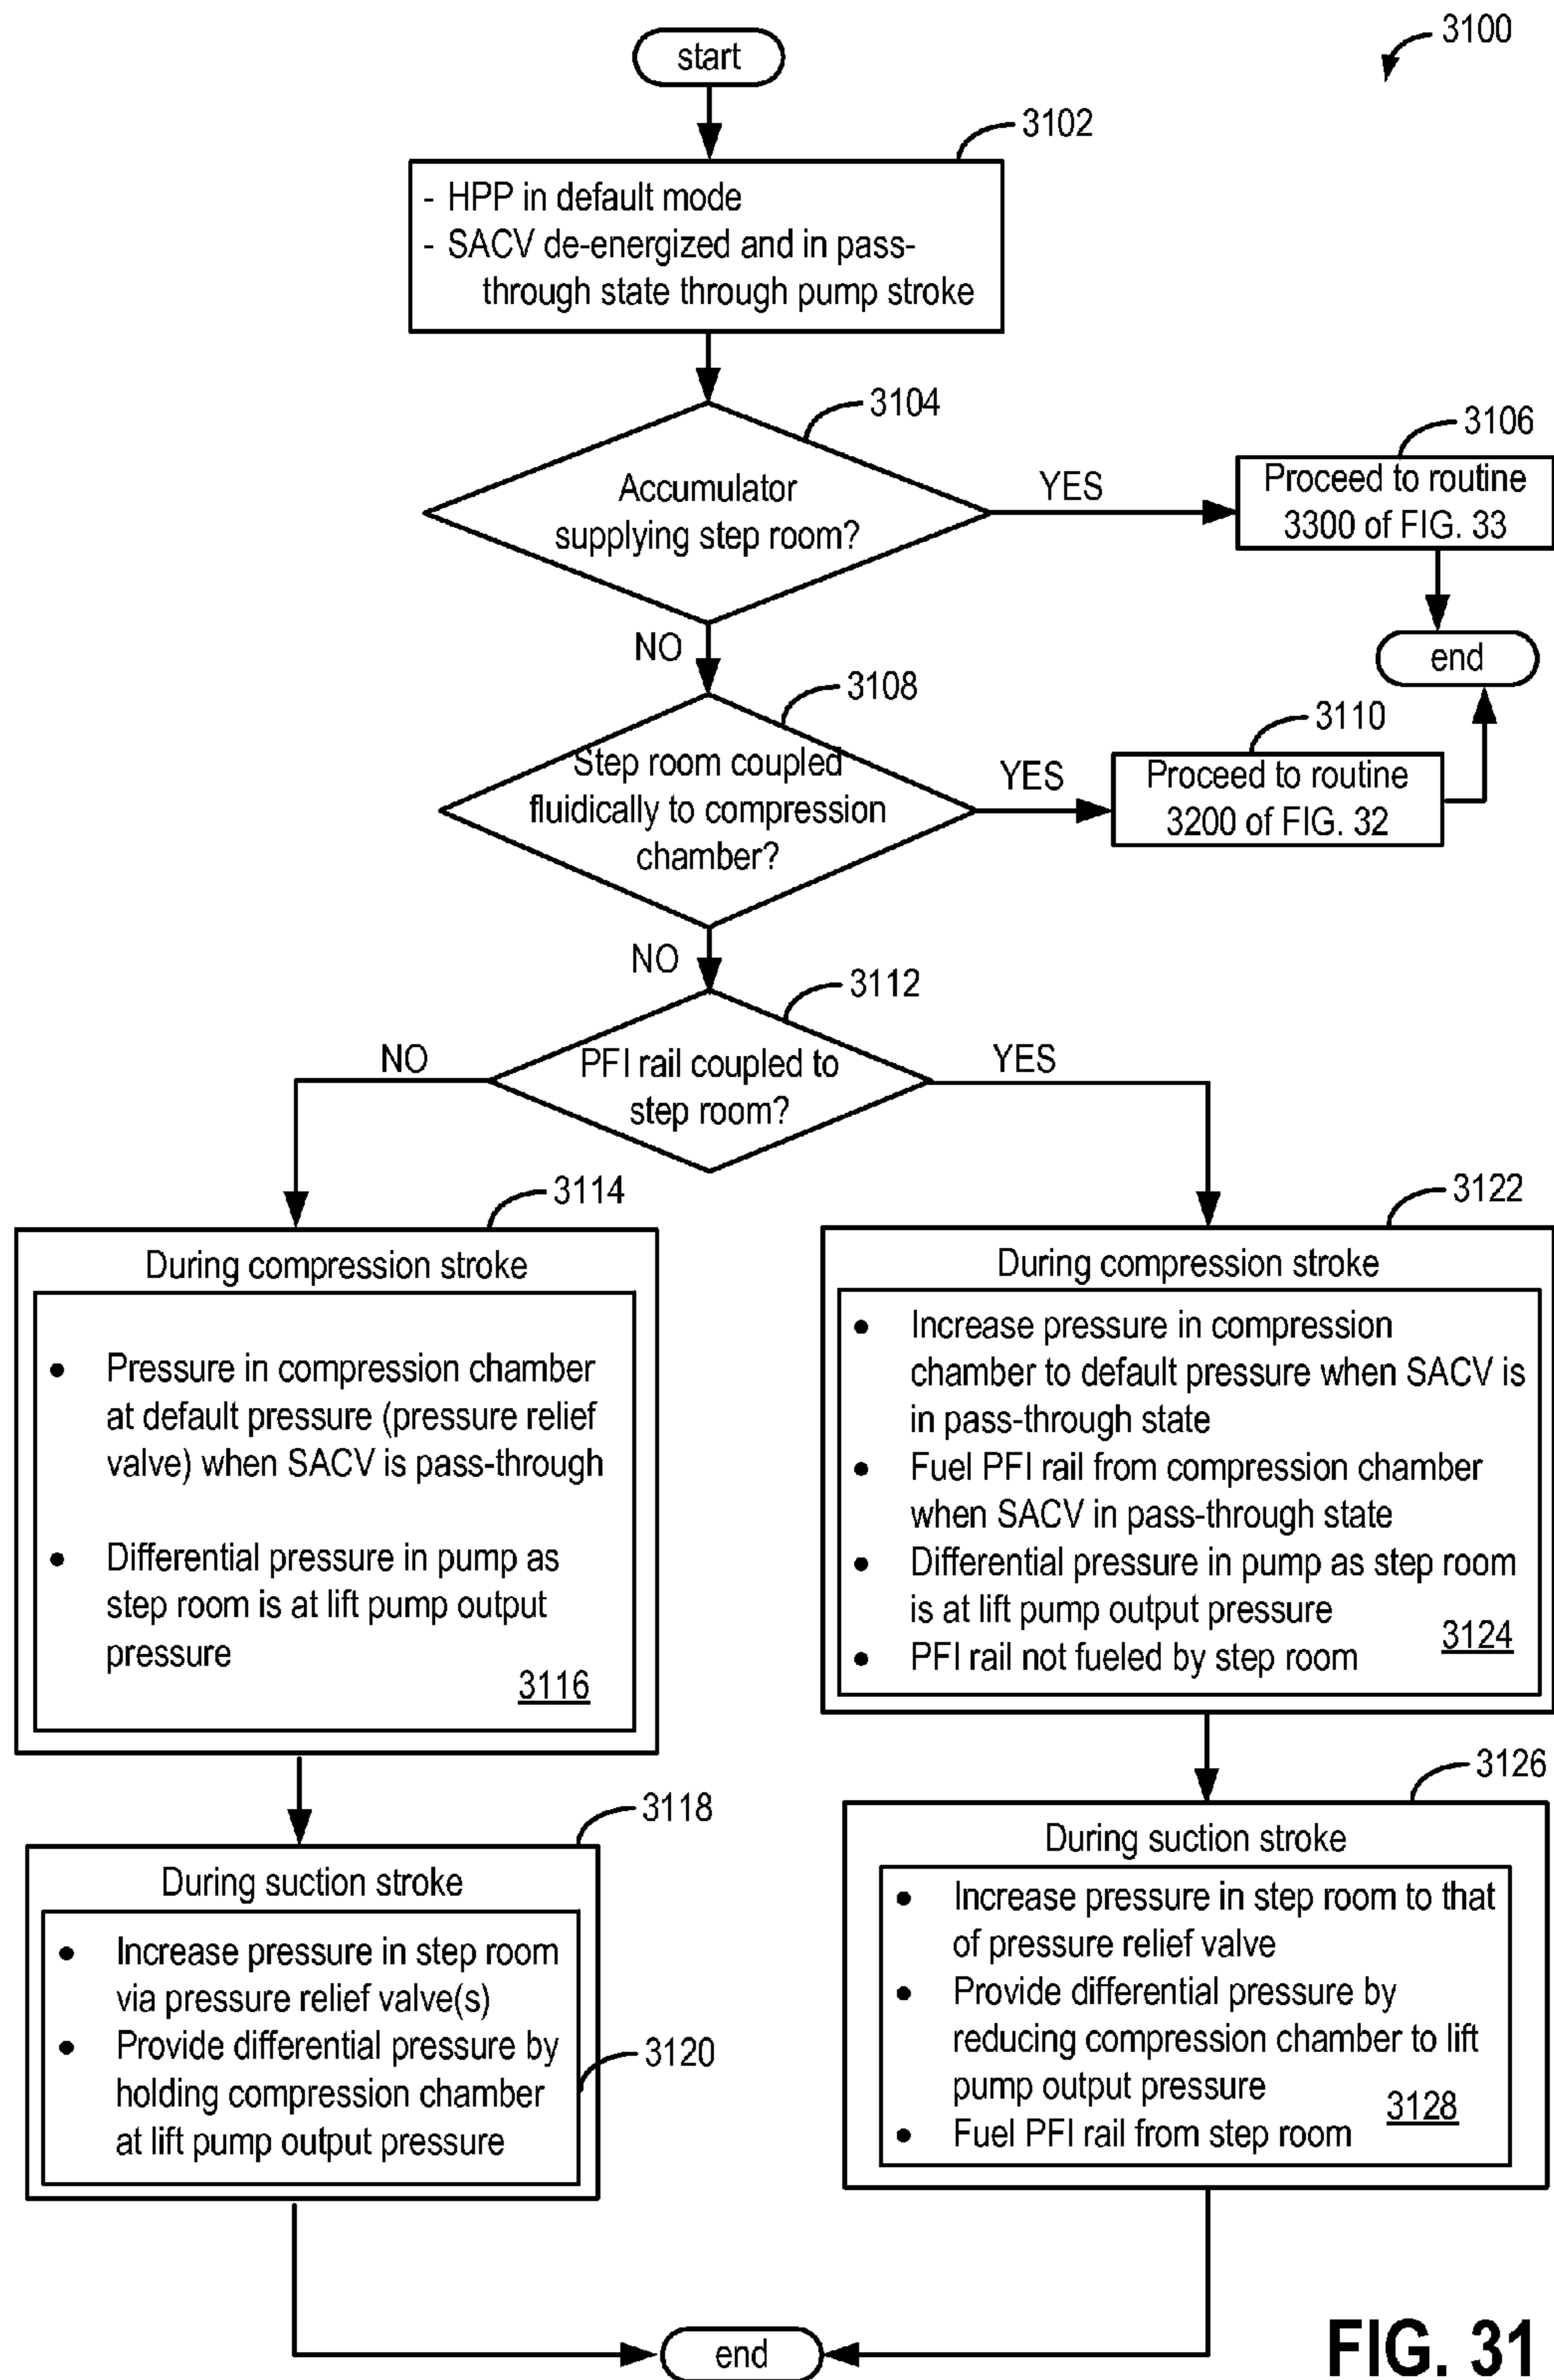 3100
start
3102
- HPP in default mode
- SACV de-energized and in pass-
through state through pump stroke
3104
Accumulator
supplying step room?
YES
3106
Proceed to routine
3300 of FIG. 33
end
NO
3108
Step room coupled
fluidically to compression
chamber?
YES
3110
Proceed to routine
3200 of FIG. 32
NO
3112
PFI rail coupled to
step room?
NO
YES
3114
During compression stroke
• Pressure in compression chamber
at default pressure (pressure relief
valve) when SACV is pass-through
• Differential pressure in pump as
step room is at lift pump output
pressure
3116
3118
During suction stroke
• Increase pressure in step room
via pressure relief valve(s)
• Provide differential pressure by
holding compression chamber
at lift pump output pressure
3120
3122
During compression stroke
• Increase pressure in compression
chamber to default pressure when SACV is
in pass-through state
• Fuel PFI rail from compression chamber
when SACV in pass-through state
• Differential pressure in pump as step room
is at lift pump output pressure
• PFI rail not fueled by step room
3124
3126
During suction stroke
• Increase pressure in step room to that
of pressure relief valve
• Provide differential pressure by
reducing compression chamber to lift
pump output pressure
• Fuel PFI rail from step room
3128
end
FIG. 31